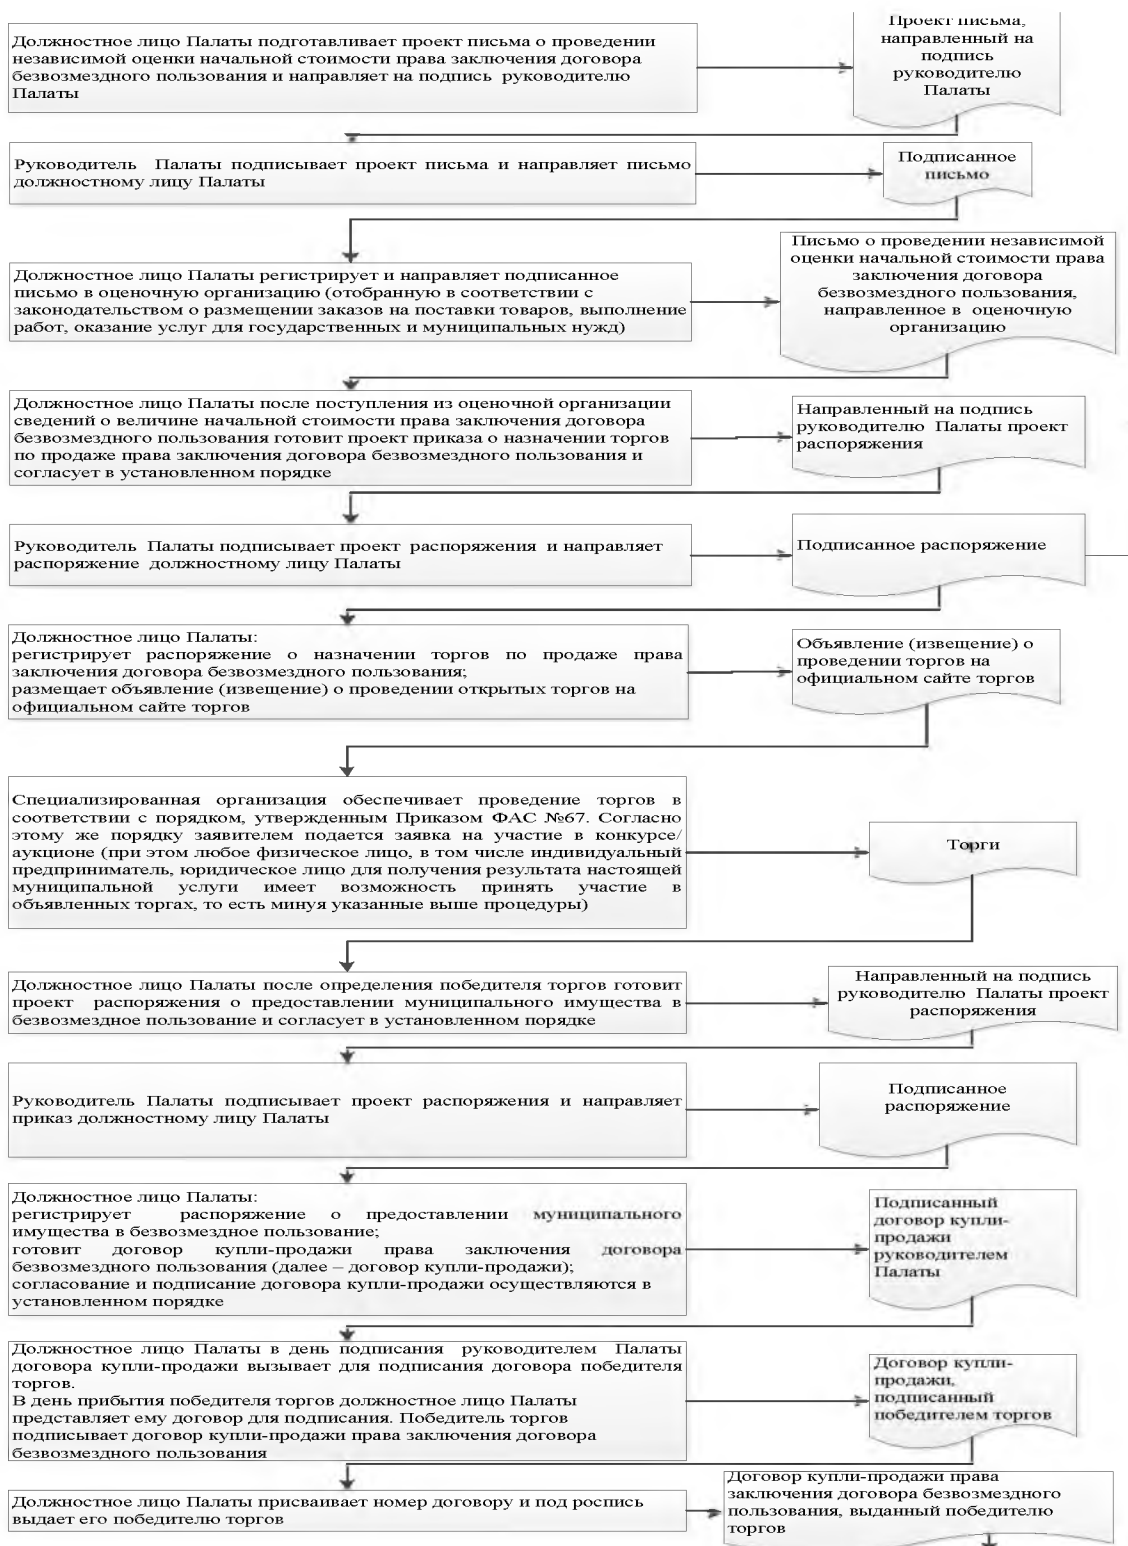 Должностное лицо Палаты подготавливает проект письма о проведении
независимой оценки начальной стоимости права заключения договора
безвозмездного пользования и направляет на подпись руководителю
Палаты
Проект письма,
направленный на
подпись
руководителю
Палаты
Руководитель Палаты подписывает проект письма и направляет письмо
должностному лицу Палаты
Подписанное
письмо
Должностное лицо Палаты регистрирует и направляет подписанное
письмо в оценочную организацию (отобранную в соответствии с
законодательством о размещении заказов на поставки товаров, выполнение
работ, оказание услуг для государственных и муниципальных нужд)
Письмо о проведении независимой
оценки начальной стоимости права
заключения договора
безвозмездного пользования,
направленное в оценочную
организацию
Должностное лицо Палаты после поступления из оценочной организации
сведений о величине начальной стоимости права заключения договора
безвозмездного пользования готовит проект приказа о назначении торгов
по продаже права заключения договора безвозмездного пользования и
согласует в установленном порядке
Направленный на подпись
руководителю Палаты проект
распоряжения
Руководитель Палаты подписывает проект распоряжения и направляет
распоряжение должностному лицу Палаты
Подписанное распоряжение
Должностное лицо Палаты:
регистрирует распоряжение о назначении торгов по продаже права
заключения договора безвозмездного пользования;
размещает объявление (извещение) о проведении открытых торгов на
официальном сайте торгов
Объявление (извещение) о
проведении торгов на
официальном сайте торгов
Специализированная организация обеспечивает проведение торгов в
соответствии с порядком, утвержденным Приказом ФАС №67. Согласно
этому же порядку заявителем подается заявка на участие в конкурсе/
аукционе (при этом любое физическое лицо, в том числе индивидуальный
предприниматель, юридическое лицо для получения результата настоящей
муниципальной услуги имеет возможность принять участие в
объявленных торгах, то есть минуя указанные выше процедуры)
Торги
Должностное лицо Палаты после определения победителя торгов готовит
проект распоряжения о предоставлении муниципального имущества в
безвозмездное пользование и согласует в установленном порядке
Направленный на подпись
руководителю Палаты проект
распоряжения
Руководитель Палаты подписывает проект распоряжения и направляет
приказ должностному лицу Палаты
Подписанное
распоряжение
Должностное лицо Палаты:
регистрирует распоряжение о предоставлении муниципального
имущества в безвозмездное пользование;
готовит договор купли-продажи права заключения договора
безвозмездного пользования (далее – договор купли-продажи);
согласование и подписание договора купли-продажи осуществляются в
установленном порядке
Подписанный
договор купли-
продажи
руководителем
Палаты
Должностное лицо Палаты в день подписания руководителем Палаты
договора купли-продажи вызывает для подписания договора победителя
торгов.
В день прибытия победителя торгов должностное лицо Палаты
представляет ему договор для подписания. Победитель торгов
подписывает договор купли-продажи права заключения договора
безвозмездного пользования
Договор купли-
продажи,
подписанный
победителем торгов
Должностное лицо Палаты присваивает номер договору и под роспись
выдает его победителю торгов
Договор купли-продажи права
заключения договора безвозмездного
пользования, выданный победителю
торгов